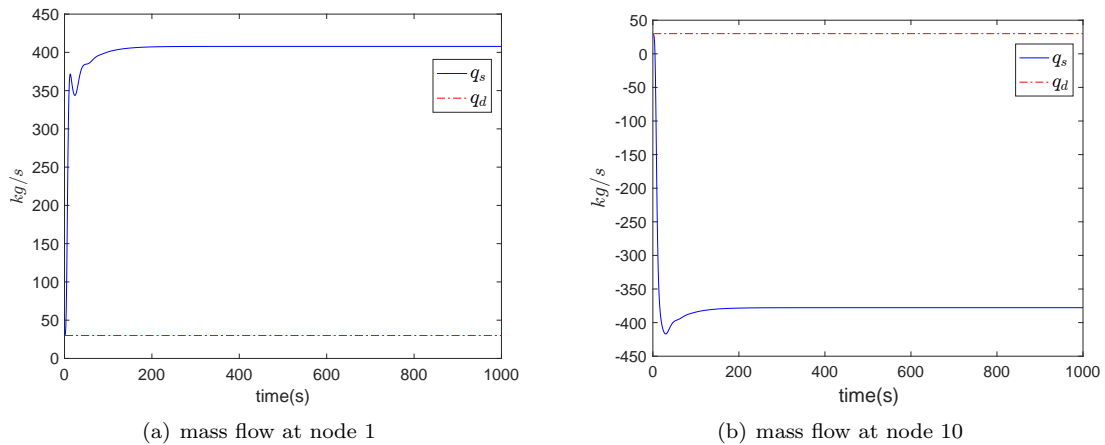 450
400
350
300
250
200
150
100
50
0
kg/s
0 200 400 600 800 1000
time(s)
q_s
q_d
(a) mass flow at node 1
50
0
-50
-100
-150
-200
-250
-300
-350
-400
-450
kg/s
0 200 400 600 800 1000
time(s)
q_s
q_d
(b) mass flow at node 10